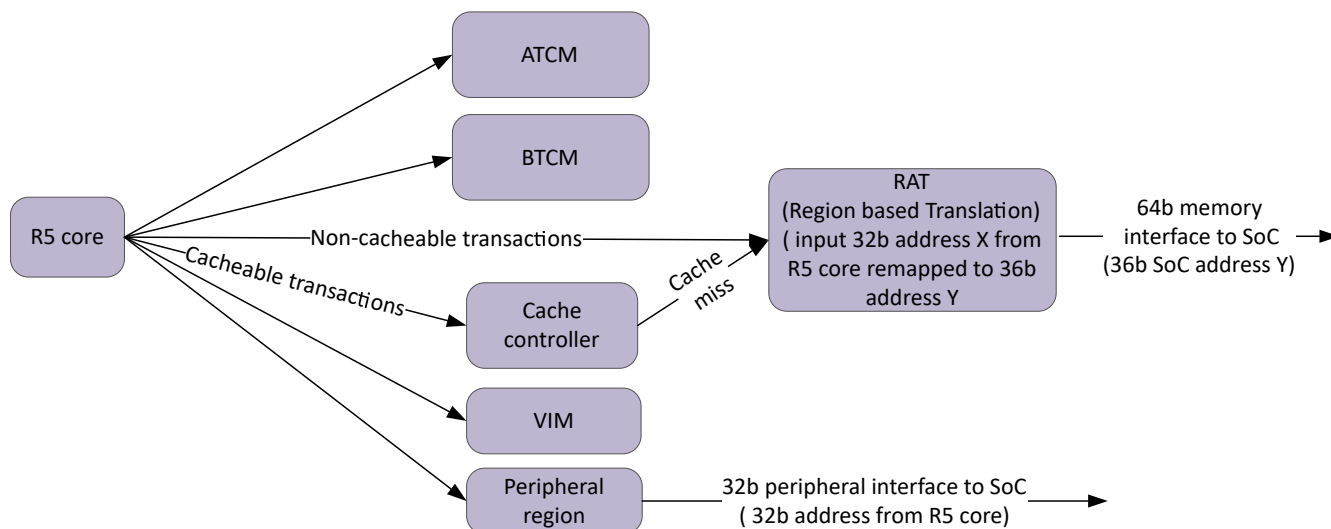 ATCM
BTCM
R5 core
Non-cacheable transactions
Cacheable transactions
Cache
controller
Cache
miss
RAT
(Region based Translation)
( input 32b address X from
R5 core remapped to 36b
address Y
64b memory
interface to SoC
(36b SoC address Y)
VIM
Peripheral
region
32b peripheral interface to SoC
( 32b address from R5 core)